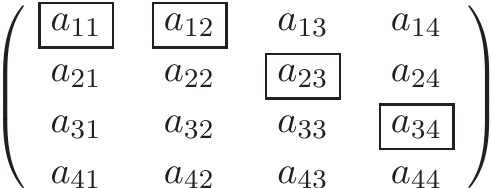 a₁₁ a₁₂ a₁₃ a₁₄
a₂₁ a₂₂ a₂₃ a₂₄
a₃₁ a₃₂ a₃₃ a₃₄
a₄₁ a₄₂ a₄₃ a₄₄